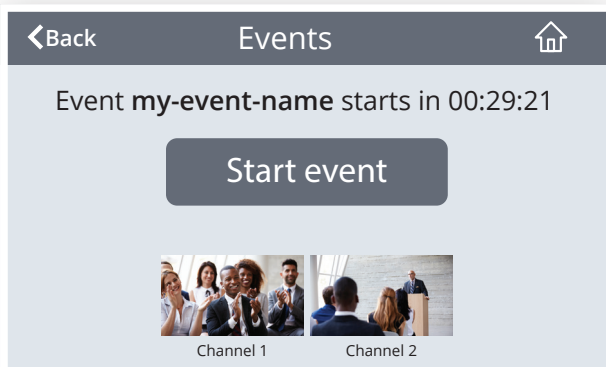 Back Events
Event my-event-name starts in 00:29:21
Start event
Channel 1 Channel 2